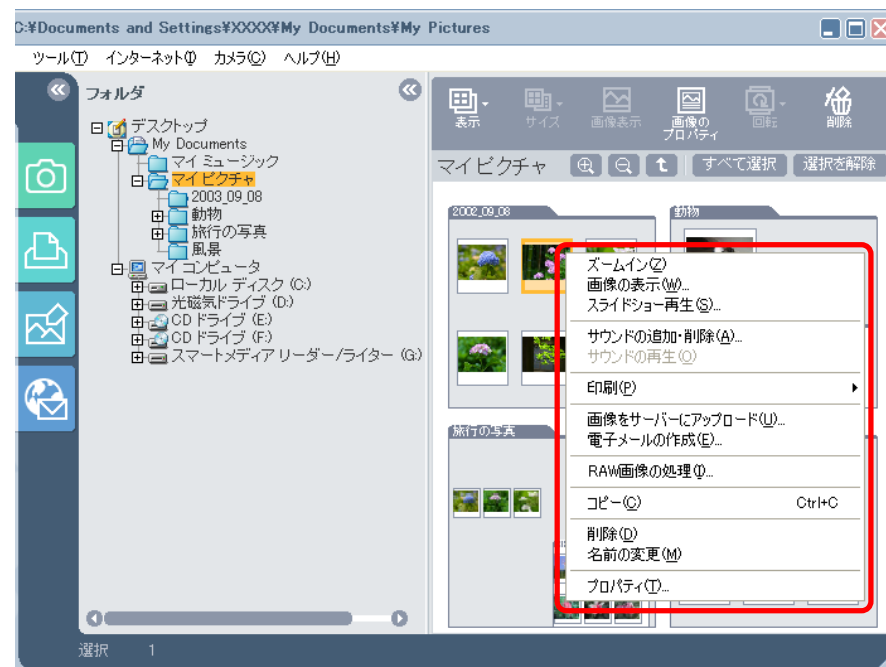 C:¥Documents and Settings¥XXXX¥My Documents¥My Pictures
ツール(T) インターネット(I) カメラ(C) ヘルプ(H)
フォルダ
デスクトップ
My Documents
マイ ミュージック
マイ ピクチャ
2003_09_08
動物
旅行の写真
風景
マイ コンピュータ
ローカル ディスク (C:)
光磁気ドライブ (D:)
CD ドライブ (E:)
CD ドライブ (F:)
スマートメディア リーダー/ライター (G:)
表示 サイズ 画像表示 画像の 回転 削除
プロパティ
マイ ピクチャ すべて選択 選択を解除
2002_09_08 動物
ズームイン(Z)
画像の表示(W)...
スライドショー再生(S)...
サウンドの追加・削除(A)...
サウンドの再生(O)
印刷(P)
画像をサーバーにアップロード(U)...
電子メールの作成(E)...
RAW画像の処理(I)...
コピー(C) Ctrl+C
削除(D)
名前の変更(M)
プロパティ(T)...
旅行の写真
選択 1